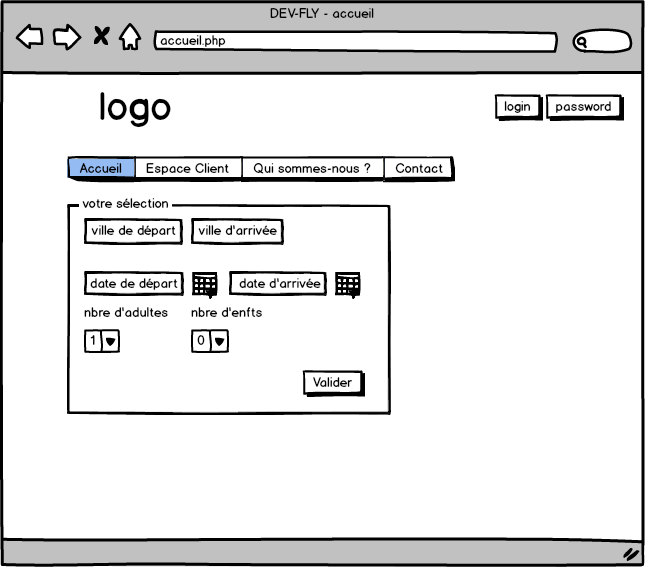 DEV-FLY - accueil
accueil.php
logo
login password
Accueil Espace Client Qui sommes-nous ? Contact
votre sélection
ville de départ ville d'arrivée
date de départ date d'arrivée
nbre d'adultes nbre d'enfts
1 0
Valider